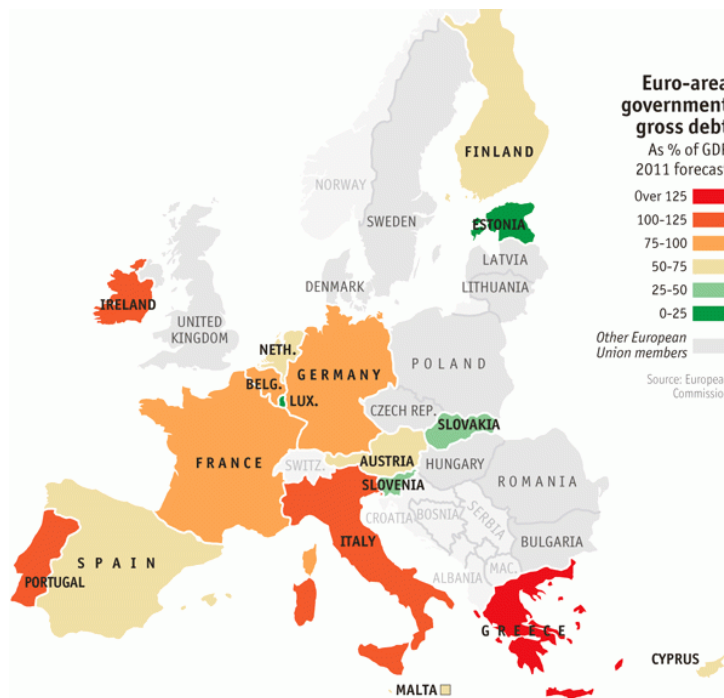 Euro-area
government
gross debt
As % of GDP
2011 forecast
Over 125
100-125
75-100
50-75
25-50
0-25
Other European
Union members
Source: European
Commission
FINLAND
NORWAY
SWEDEN
ESTONIA
LATVIA
LITHUANIA
DENMARK
IRELAND
UNITED
KINGDOM
NETH.
GERMANY
POLAND
BELG.
LUX.
CZECH REP.
SLOVAKIA
FRANCE
SWITZ.
AUSTRIA
HUNGARY
SLOVENIA
ROMANIA
CROATIA
BOSNIA
SERBIA
ITALY
BULGARIA
SPAIN
PORTUGAL
ALBANIA
MAC.
GREECE
CYPRUS
MALTA